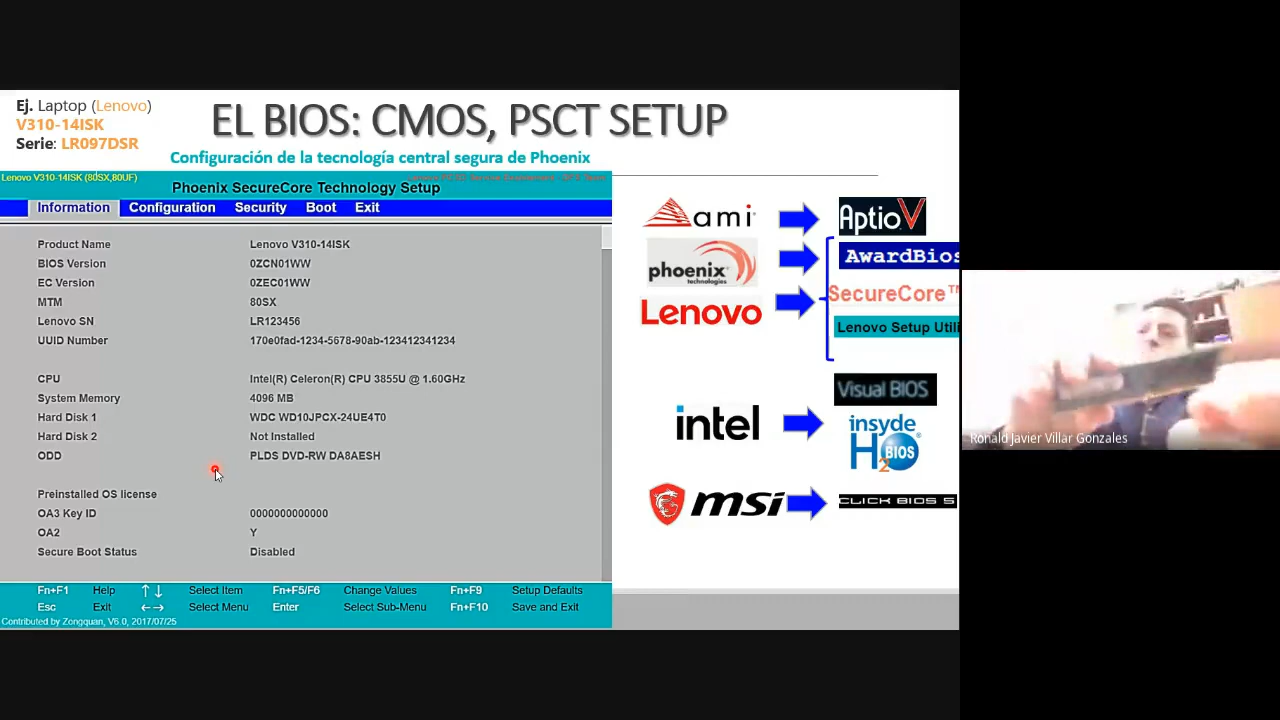 Ej. Laptop (Lenovo)
V310-14ISK
Serie: LR097DSR
EL BIOS: CMOS, PSCT SETUP
Configuración de la tecnología central segura de Phoenix
Lenovo V310-14ISK (80SX,80UF)
Phoenix SecureCore Technology Setup
Information Configuration Security Boot Exit
Product Name Lenovo V310-14ISK
BIOS Version 0ZCN01WW
EC Version 0ZEC01WW
MTM 80SX
Lenovo SN LR123456
UUID Number 170e0fad-1234-5678-90ab-123412341234
CPU Intel(R) Celeron(R) CPU 3855U @ 1.60GHz
System Memory 4096 MB
Hard Disk 1 WDC WD10JPCX-24UE4T0
Hard Disk 2 Not Installed
ODD PLDS DVD-RW DA8AESH
Preinstalled OS license
OA3 Key ID 0000000000000
OA2 Y
Secure Boot Status Disabled
Fn+F1 Help ↑↓ Select Item Fn+F5/F6 Change Values Fn+F9 Setup Defaults
Esc Exit ←→ Select Menu Enter Select Sub-Menu Fn+F10 Save and Exit
Contributed by Zongquan, V6.0, 2017/07/25
ami
Aptio V
phoenix
technologies
AwardBios
Lenovo
SecureCore™
Lenovo Setup Utili
Visual BIOS
intel
insyde
H2
BIOS
msi
CLICK BIOS 5
Ronald Javier Villar Gonzales